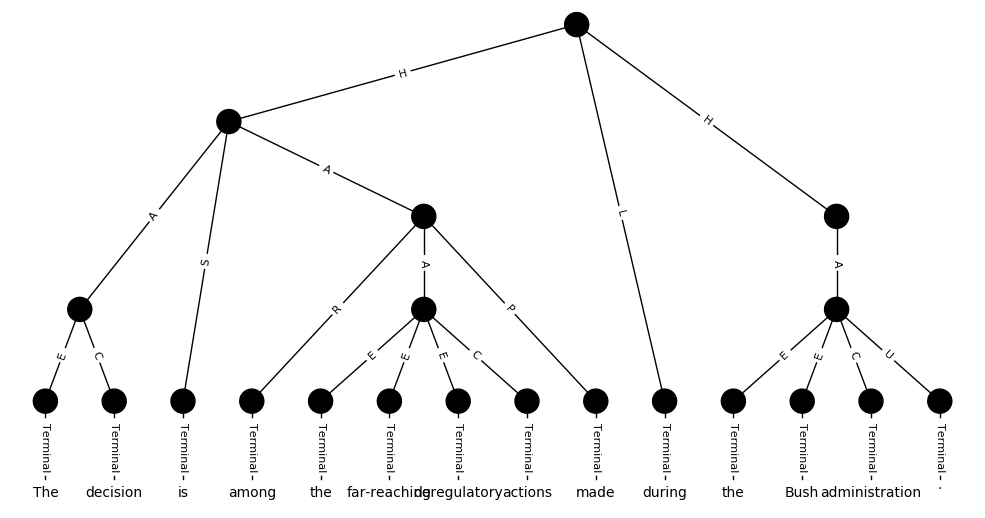 H
H
A
A
L
A
S
A
R
P
E
C
E
E
E
C
E
E
C
U
Terminal Terminal Terminal Terminal Terminal Terminal Terminal Terminal Terminal Terminal Terminal Terminal Terminal Terminal
The decision is among the far-reaching deregulatory actions made during the Bush administration .